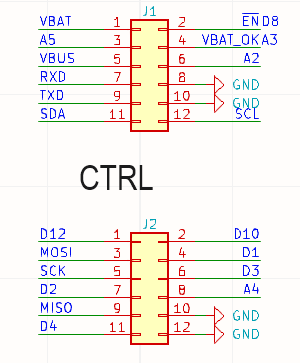 J1
VBAT 1 2 EN D8
A5 3 4 VBAT_OK A3
VBUS 5 6 A2
RXD 7 8 GND
TXD 9 10 GND
SDA 11 12 SCL
CTRL
J2
D12 1 2 D10
MOSI 3 4 D1
SCK 5 6 D3
D2 7 8 A4
MISO 9 10 GND
D4 11 12 GND